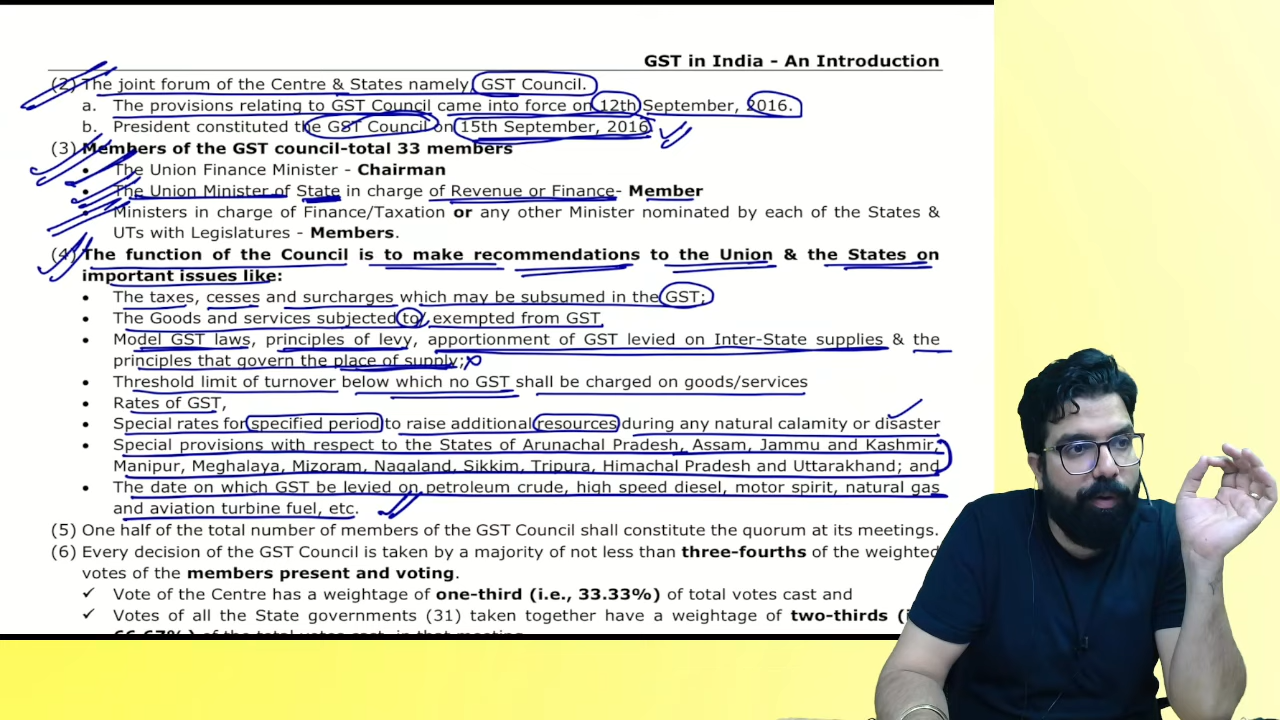 GST in India - An Introduction
(2) The joint forum of the Centre & States namely, GST Council.
a. The provisions relating to GST Council came into force on 12th September, 2016.
b. President constituted the GST Council on 15th September, 2016.
(3) Members of the GST council-total 33 members
• The Union Finance Minister - Chairman
• The Union Minister of State in charge of Revenue or Finance- Member
• Ministers in charge of Finance/Taxation or any other Minister nominated by each of the States &
UTs with Legislatures - Members.
(4) The function of the Council is to make recommendations to the Union & the States on
important issues like:
• The taxes, cesses and surcharges which may be subsumed in the GST;
• The Goods and services subjected to/ exempted from GST,
• Model GST laws, principles of levy, apportionment of GST levied on Inter-State supplies & the
principles that govern the place of supply;
• Threshold limit of turnover below which no GST shall be charged on goods/services
• Rates of GST,
• Special rates for specified period to raise additional resources during any natural calamity or disaster
• Special provisions with respect to the States of Arunachal Pradesh, Assam, Jammu and Kashmir,
Manipur, Meghalaya, Mizoram, Nagaland, Sikkim, Tripura, Himachal Pradesh and Uttarakhand; and
• The date on which GST be levied on petroleum crude, high speed diesel, motor spirit, natural gas
and aviation turbine fuel, etc.
(5) One half of the total number of members of the GST Council shall constitute the quorum at its meetings.
(6) Every decision of the GST Council is taken by a majority of not less than three-fourths of the weighted
votes of the members present and voting.
✓ Vote of the Centre has a weightage of one-third (i.e., 33.33%) of total votes cast and
✓ Votes of all the State governments (31) taken together have a weightage of two-thirds
66.67%) of the total votes cast, in that meeting